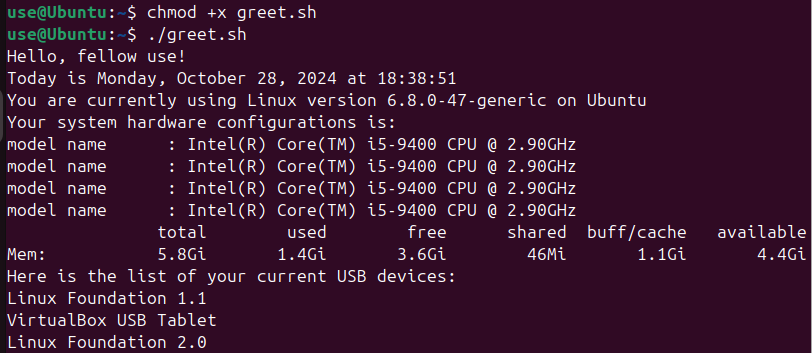 use@Ubuntu:~$ chmod +x greet.sh
use@Ubuntu:~$ ./greet.sh
Hello, fellow use!
Today is Monday, October 28, 2024 at 18:38:51
You are currently using Linux version 6.8.0-47-generic on Ubuntu
Your system hardware configurations is:
model name      : Intel(R) Core(TM) i5-9400 CPU @ 2.90GHz
model name      : Intel(R) Core(TM) i5-9400 CPU @ 2.90GHz
model name      : Intel(R) Core(TM) i5-9400 CPU @ 2.90GHz
model name      : Intel(R) Core(TM) i5-9400 CPU @ 2.90GHz
               total        used        free      shared  buff/cache   available
Mem:           5.8Gi       1.4Gi       3.6Gi        46Mi       1.1Gi       4.4Gi
Here is the list of your current USB devices:
Linux Foundation 1.1
VirtualBox USB Tablet
Linux Foundation 2.0